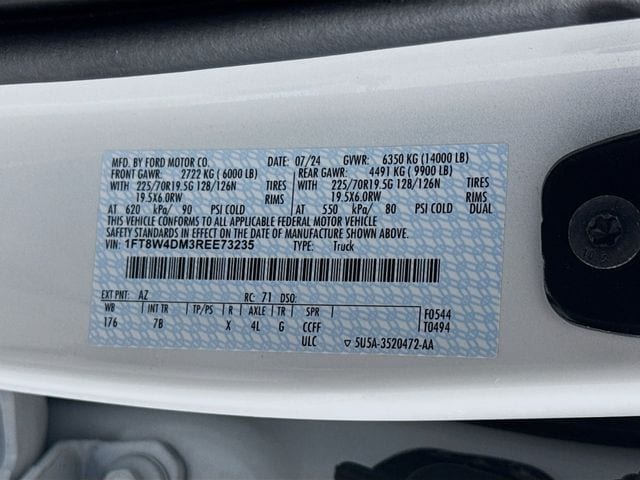 MFD. BY FORD MOTOR CO. 07/24 GVWR: 6350 KG (14000 LB)
FRONT GAWR: 2722 KG ( 6000 LB) REAR GAWR: 4491 KG ( 9900 LB)
WITH 225/70R19.5G 128/126N TIRES WITH 225/70R19.5G 128/126N TIRES
19.5X6.0RW RIMS 19.5X6.0RW RIMS
AT 620 kPa/ 90 PSI COLD AT 550 kPa/ 80 PSI COLD DUAL
THIS VEHICLE CONFORMS TO ALL APPLICABLE FEDERAL MOTOR VEHICLE
SAFETY STANDARDS IN EFFECT ON THE DATE OF MANUFACTURE SHOWN ABOVE.
VIN: 1FT8W4DM3REE73235 TYPE: Truck
EXT PNT: AZ RC: 71 DSO:
WB INT TR TP/PS R AXLE TR SPR F0544
176 7B X 4L G CCFF T0494
ULC ▽ 5U5A-3520472-AA